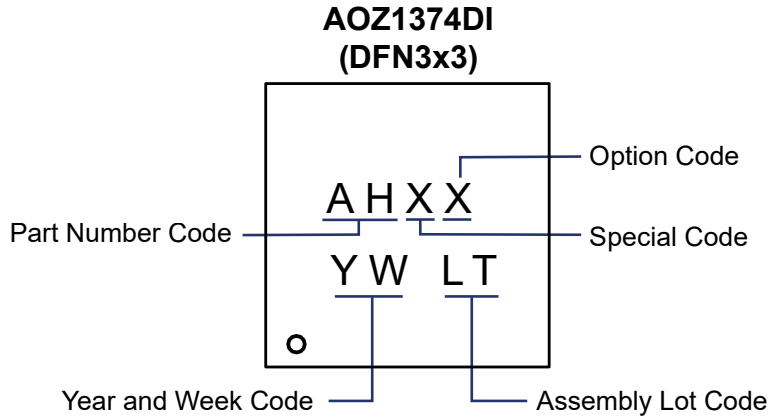 AOZ1374DI
(DFN3x3)
Option Code
A H X X
Part Number Code
Special Code
Y W L T
Year and Week Code
Assembly Lot Code